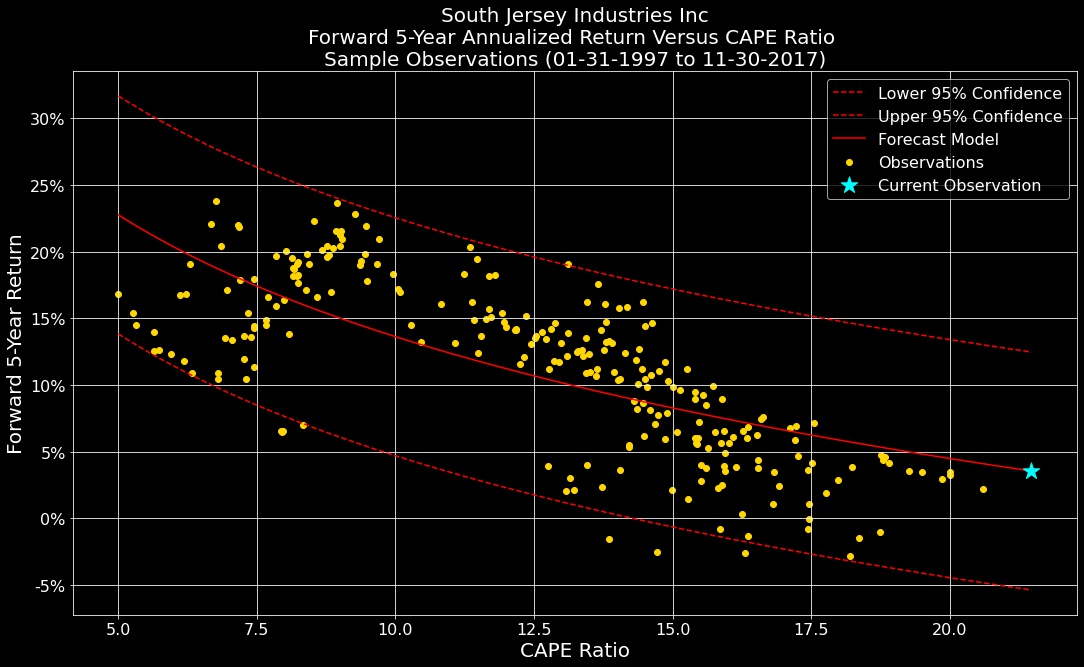 South Jersey Industries Inc
Forward 5-Year Annualized Return Versus CAPE Ratio
Sample Observations (01-31-1997 to 11-30-2017)
Lower 95% Confidence
Upper 95% Confidence
Forecast Model
Observations
Current Observation
Forward 5-Year Return
30%
25%
20%
15%
10%
5%
0%
-5%
5.0 7.5 10.0 12.5 15.0 17.5 20.0
CAPE Ratio